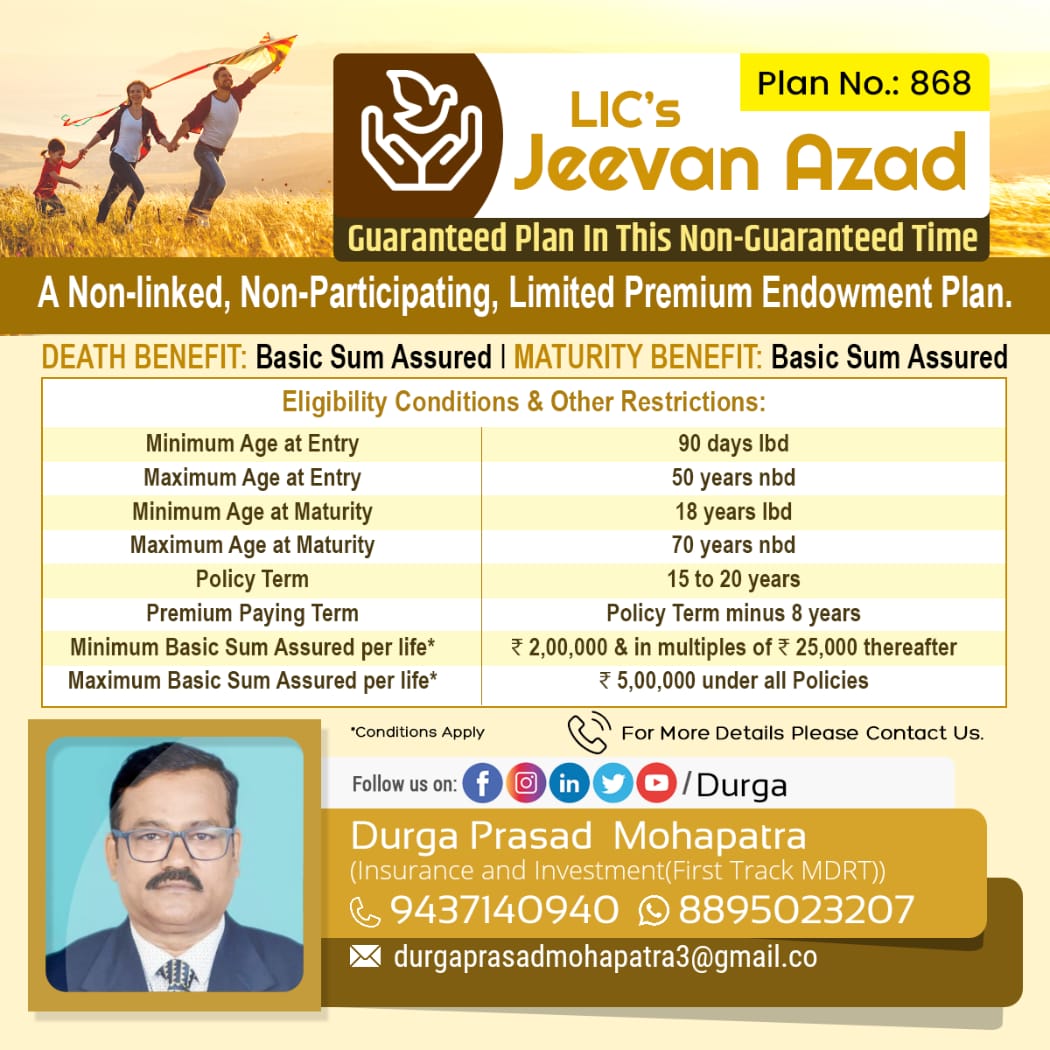 Plan No.: 868
LIC's
Jeevan Azad
Guaranteed Plan In This Non-Guaranteed Time
A Non-linked, Non-Participating, Limited Premium Endowment Plan.
DEATH BENEFIT: Basic Sum Assured | MATURITY BENEFIT: Basic Sum Assured
Eligibility Conditions & Other Restrictions:
Minimum Age at Entry 90 days lbd
Maximum Age at Entry 50 years nbd
Minimum Age at Maturity 18 years lbd
Maximum Age at Maturity 70 years nbd
Policy Term 15 to 20 years
Premium Paying Term Policy Term minus 8 years
Minimum Basic Sum Assured per life* ₹ 2,00,000 & in multiples of ₹ 25,000 thereafter
Maximum Basic Sum Assured per life* ₹ 5,00,000 under all Policies
*Conditions Apply For More Details Please Contact Us.
Follow us on: /Durga
Durga Prasad Mohapatra
(Insurance and Investment(First Track MDRT))
9437140940 8895023207
durgaprasadmohapatra3@gmail.co